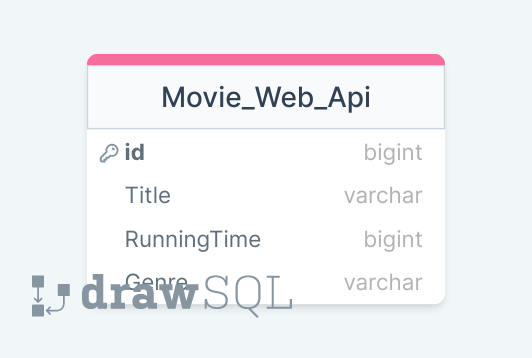 Movie_Web_Api
id bigint
Title varchar
RunningTime bigint
Genre varchar
drawSQL